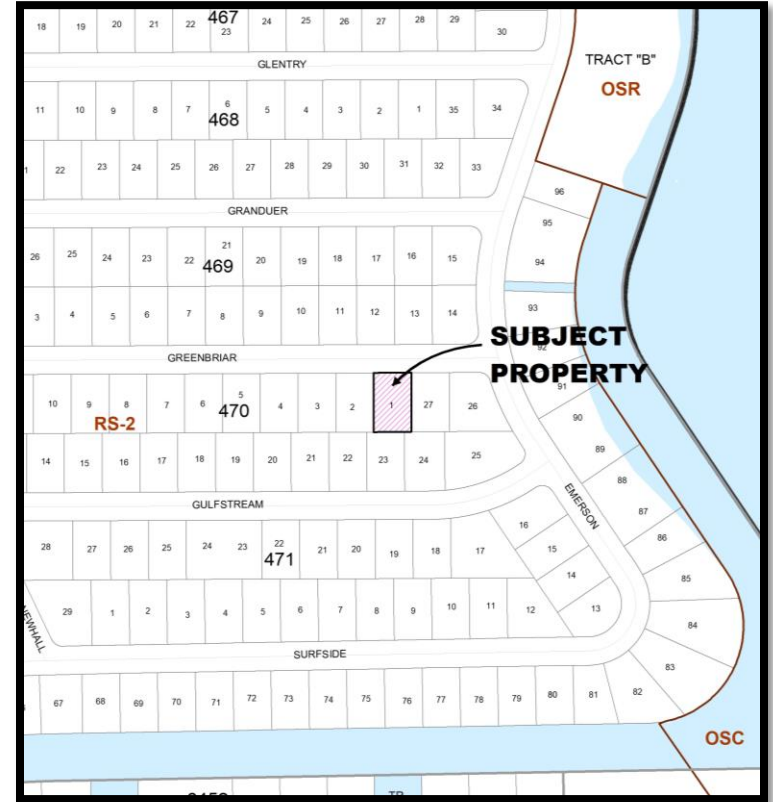 18 19 20 21 22 467 23 24 25 26 27 28 29 30
GLENTRY
TRACT "B"
OSR
11 10 9 8 7 6 468 5 4 3 2 1 35 34
22 23 24 25 26 27 28 29 30 31 32 33
96
GRANDUER
95
26 25 24 23 22 21 469 20 19 18 17 16 15
94
3 4 5 6 7 8 9 10 11 12 13 14
93
SUBJECT
PROPERTY
92
GREENBRIAR
91
10 9 8 7 6 5 470 4 3 2 1 27 26
RS-2
90
14 15 16 17 18 19 20 21 22 23 24 25
89
88
GULFSTREAM
EMERSON
87
28 27 26 25 24 23 22 471 21 20 19 18 17 16
86
15
14
85
NEWHALL
29 1 2 3 4 5 6 7 8 9 10 11 12 13
84
SURFSIDE
83
67 68 69 70 71 72 73 74 75 76 77 78 79 80 81 82
OSC